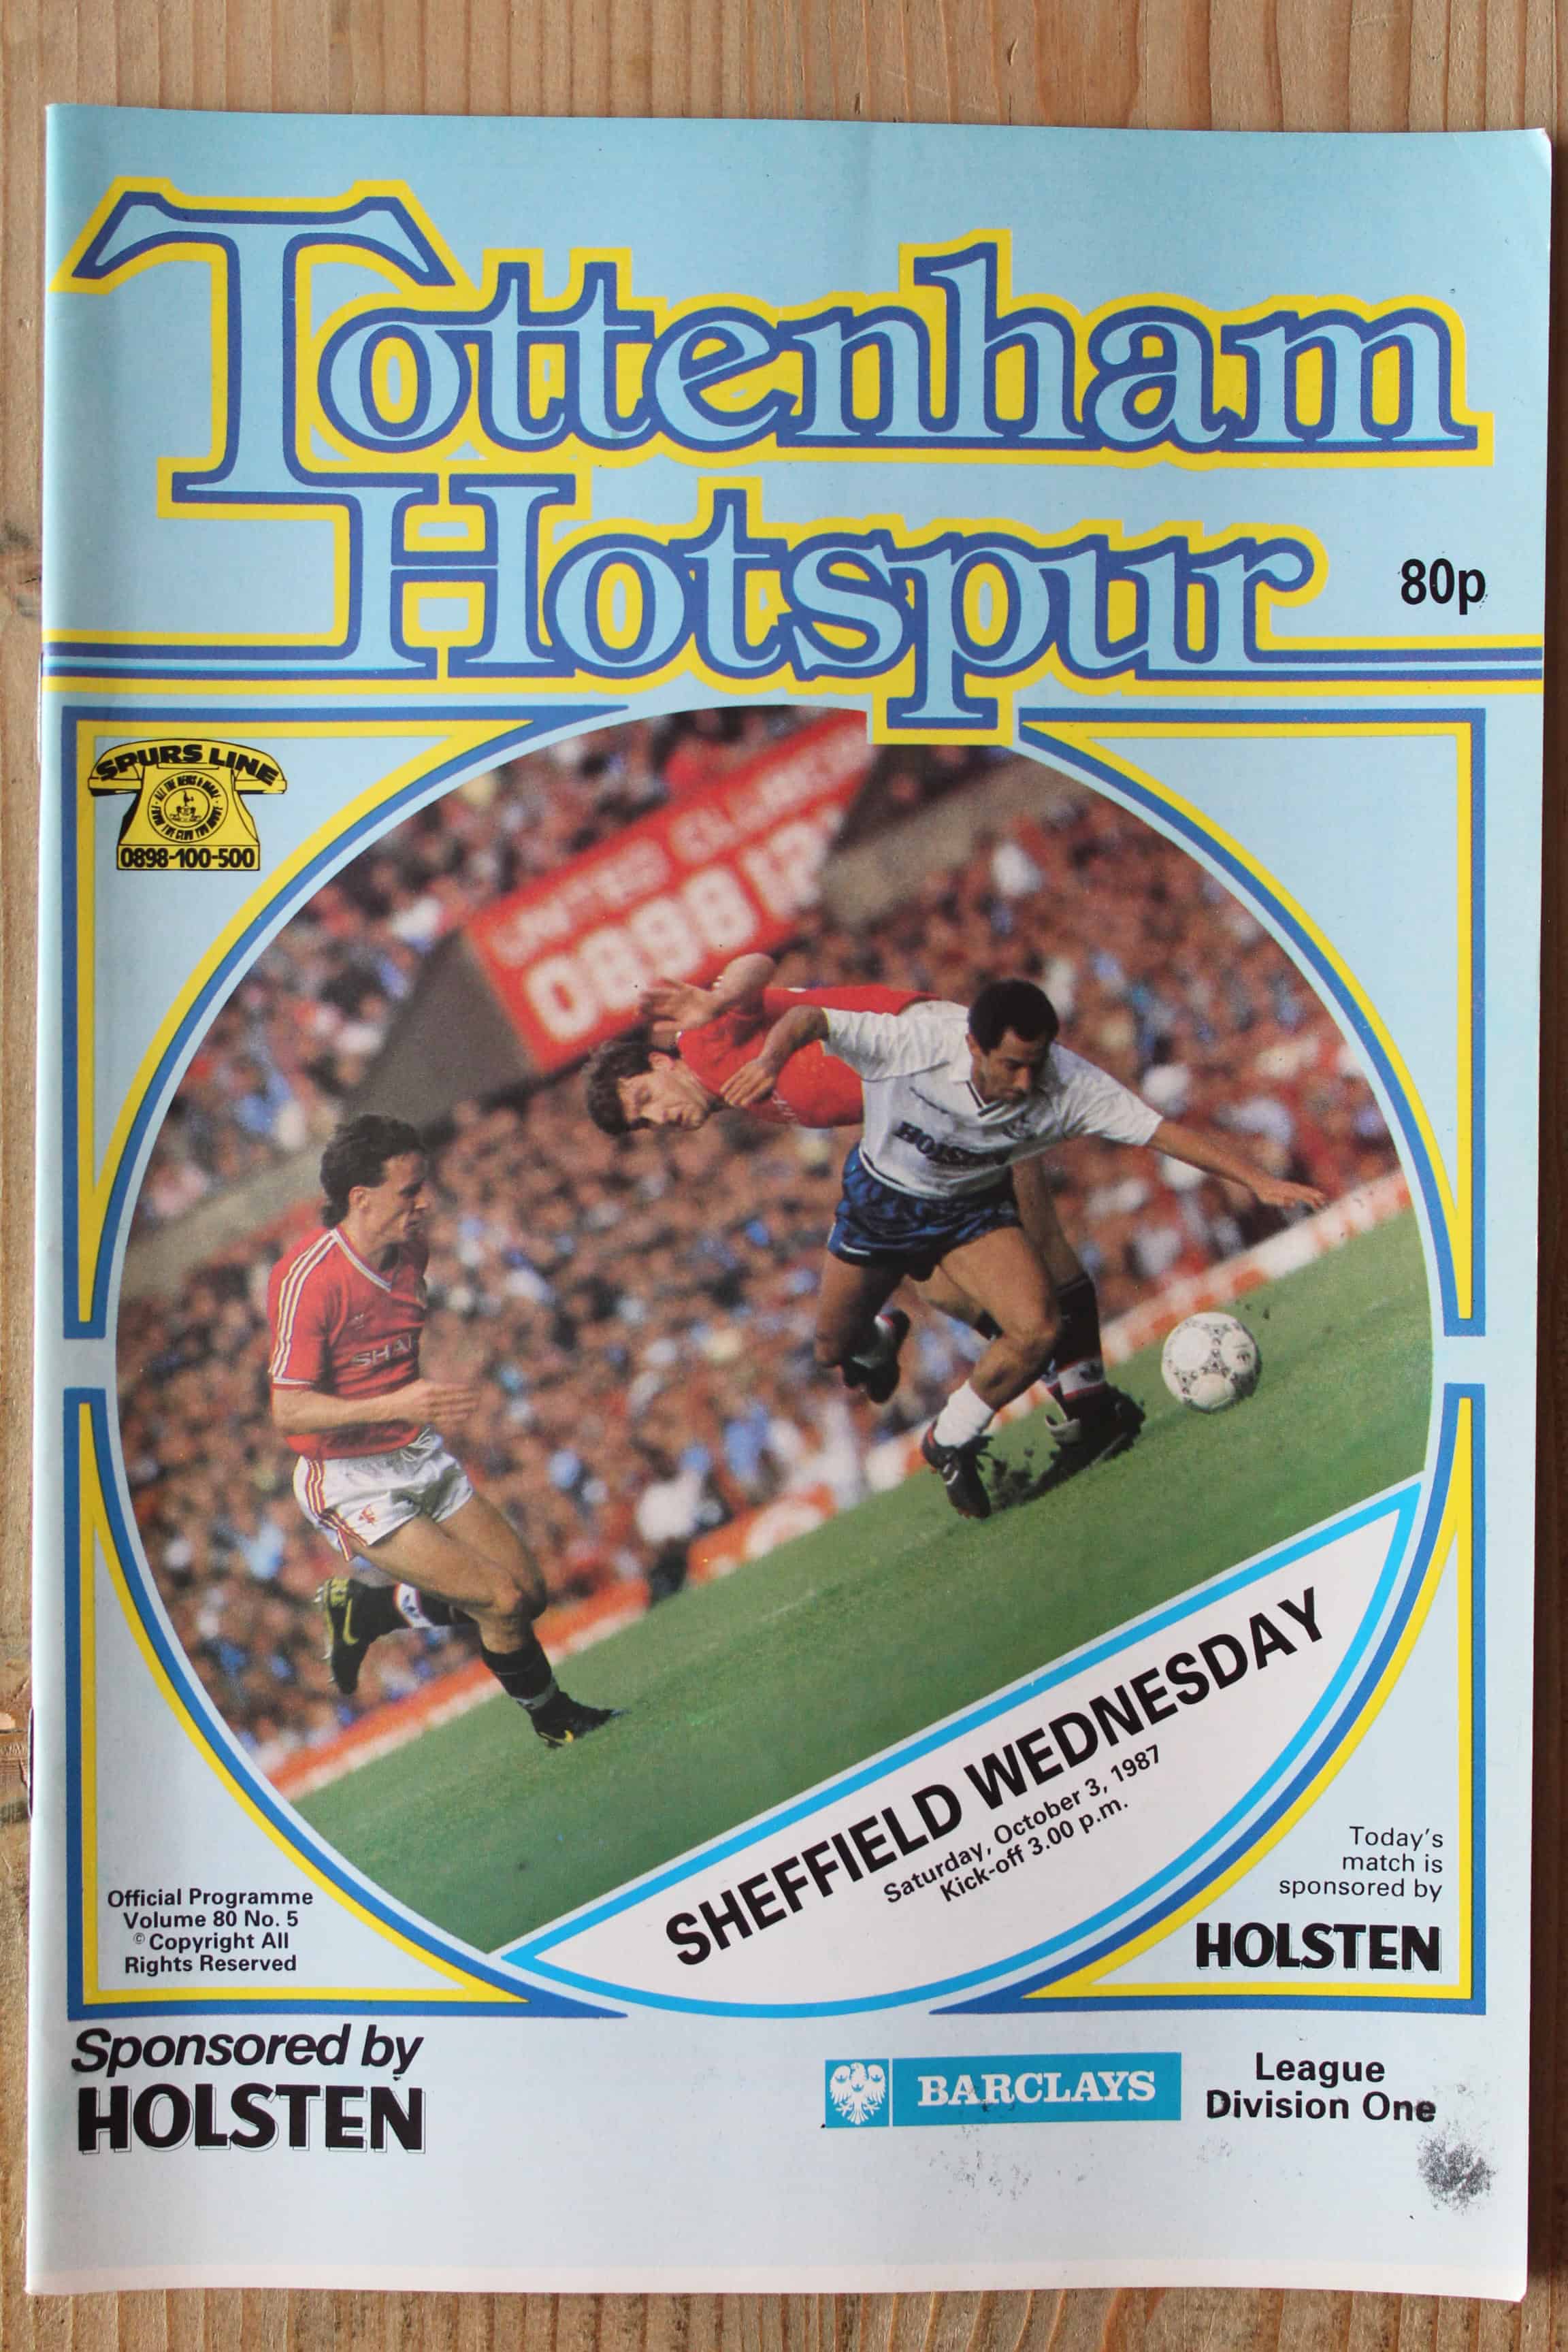 Tottenham
Hotspur
80p
SPURS LINE
0898-100-500
0898
HOLSTEN
SHAR
SHEFFIELD WEDNESDAY
Saturday, October 3, 1987
Kick-off 3.00 p.m.
Official Programme
Volume 80 No. 5
© Copyright All
Rights Reserved
Today's
match is
sponsored by
HOLSTEN
Sponsored by
HOLSTEN
BARCLAYS
League
Division One